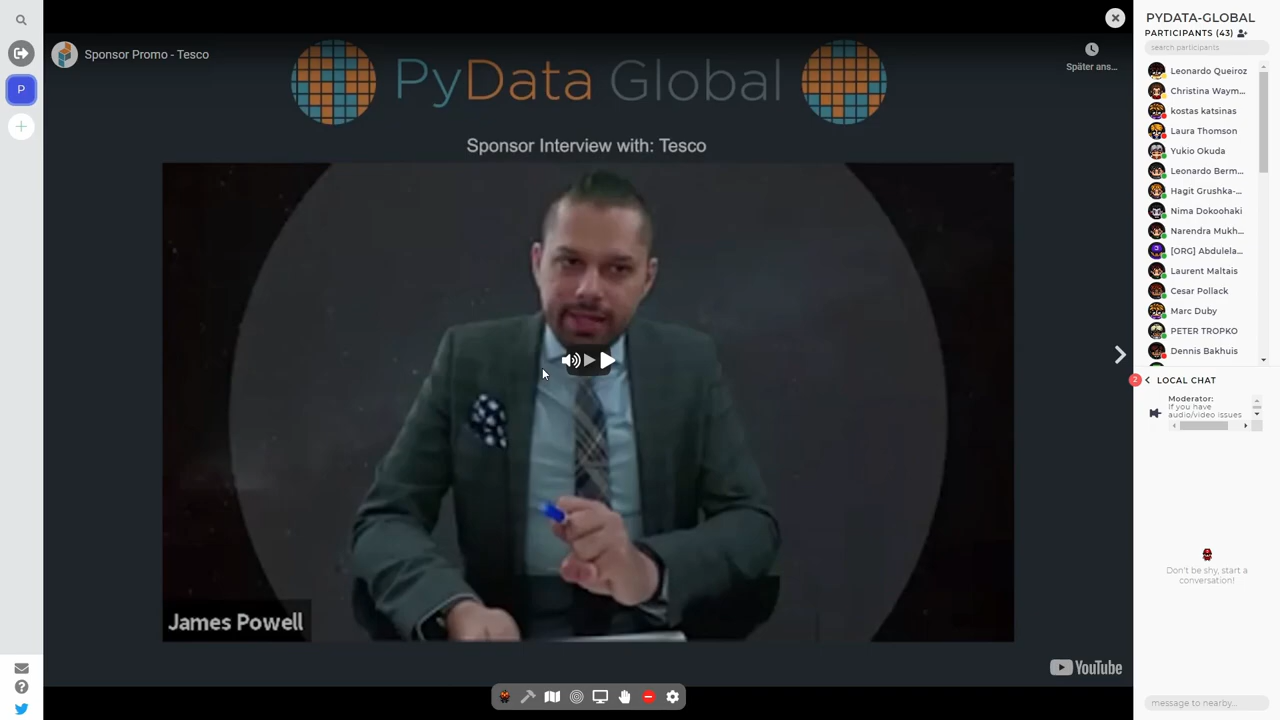 P
Sponsor Promo - Tesco
PyData Global
Später ans...
Sponsor Interview with: Tesco
James Powell
YouTube
PYDATA-GLOBAL
PARTICIPANTS (43)
search participants
Leonardo Queiroz
Christina Waym...
kostas katsinas
Laura Thomson
Yukio Okuda
Leonardo Berm...
Hagit Grushka-...
Nima Dokoohaki
Narendra Mukh...
[ORG] Abdulela...
Laurent Maltais
Cesar Pollack
Marc Duby
PETER TROPKO
Dennis Bakhuis
2
LOCAL CHAT
Moderator:
If you have
audio/video issues
Don't be shy, start a
conversation!
message to nearby...